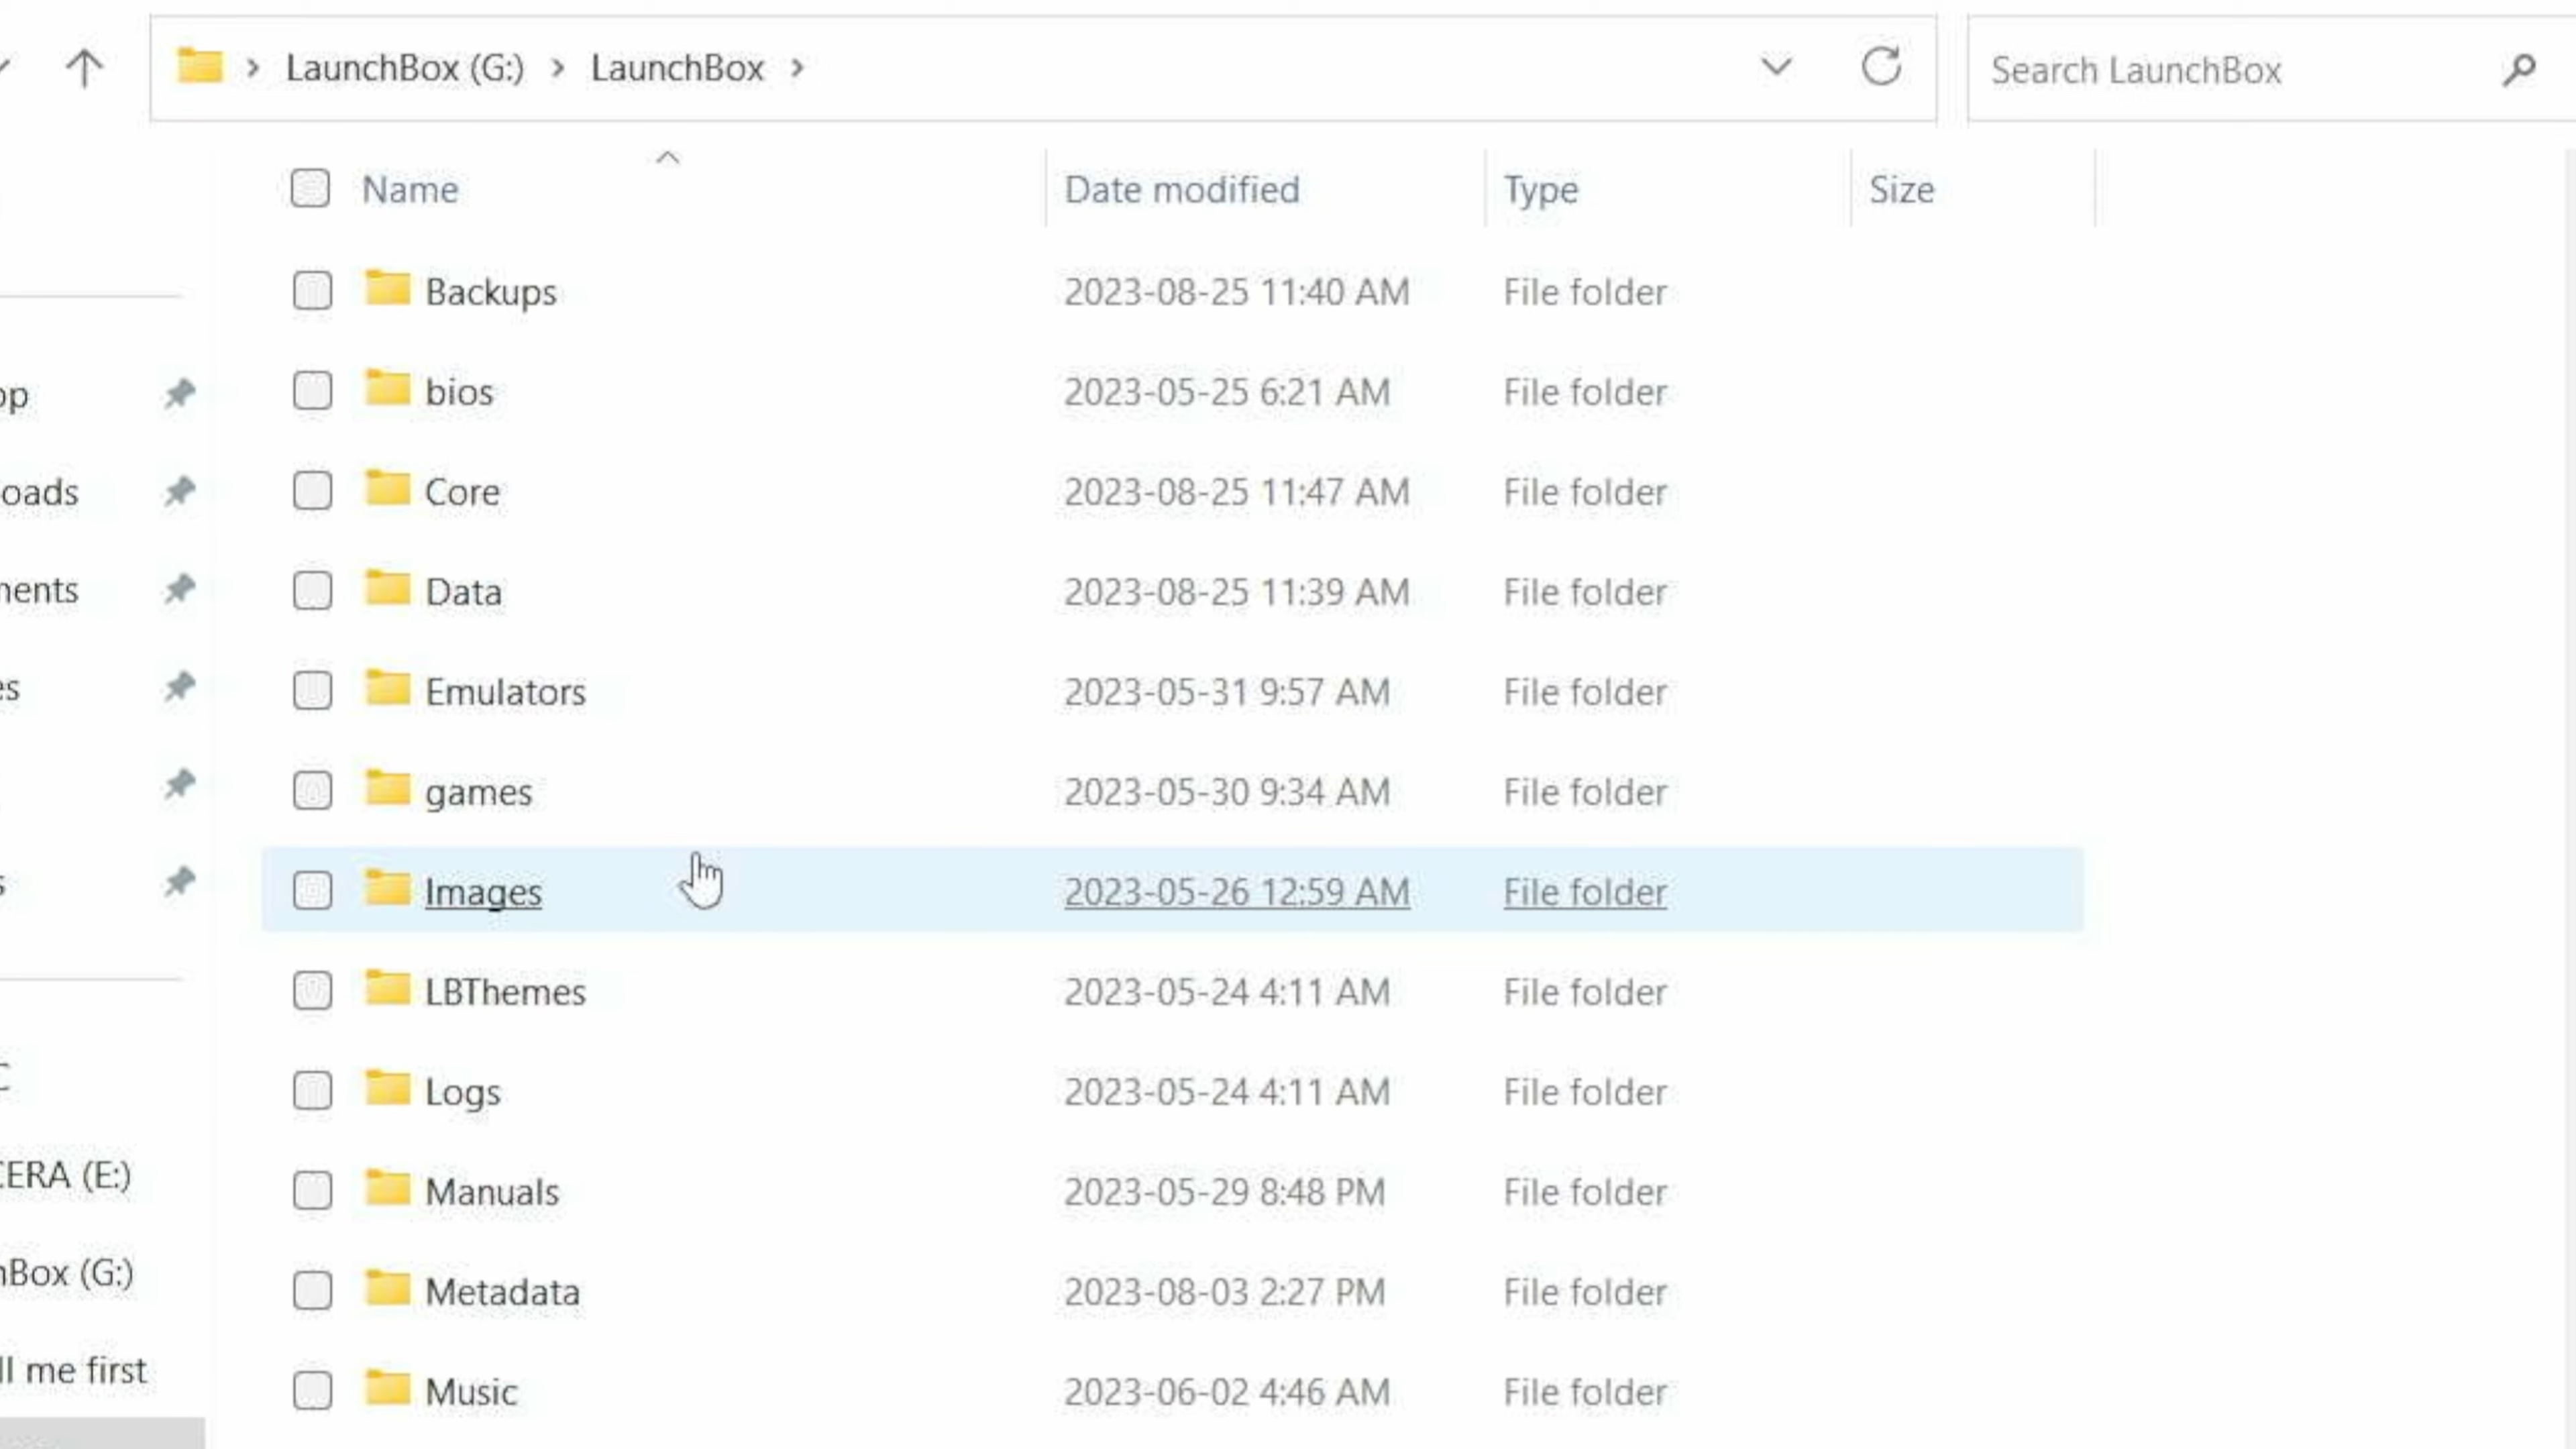 LaunchBox (G:) > LaunchBox >
Search LaunchBox
Name Date modified Type Size
Backups 2023-08-25 11:40 AM File folder
bios 2023-05-25 6:21 AM File folder
Core 2023-08-25 11:47 AM File folder
Data 2023-08-25 11:39 AM File folder
Emulators 2023-05-31 9:57 AM File folder
games 2023-05-30 9:34 AM File folder
Images 2023-05-26 12:59 AM File folder
LBThemes 2023-05-24 4:11 AM File folder
Logs 2023-05-24 4:11 AM File folder
Manuals 2023-05-29 8:48 PM File folder
Metadata 2023-08-03 2:27 PM File folder
Music 2023-06-02 4:46 AM File folder
op
oads
ments
es
s
C
CERA (E:)
hBox (G:)
ll me first